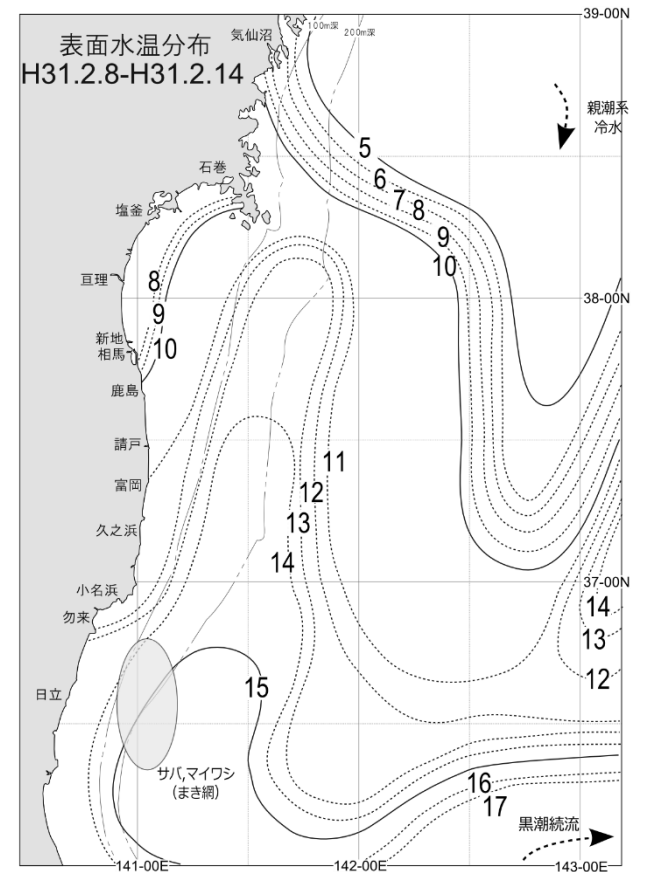 39-00N
100m深
200m深
気仙沼
表面水温分布
H31.2.8-H31.2.14
親潮系
冷水
5
石巻
6
7
8
塩釜
9
10
亘理
8
38-00N
9
新地
相馬
10
鹿島
請戸
11
富岡
12
13
久之浜
14
37-00N
小名浜
14
勿来
13
12
日立
15
サバ,マイワシ
(まき網)
16
17
黒潮続流
141-00E
142-00E
143-00E